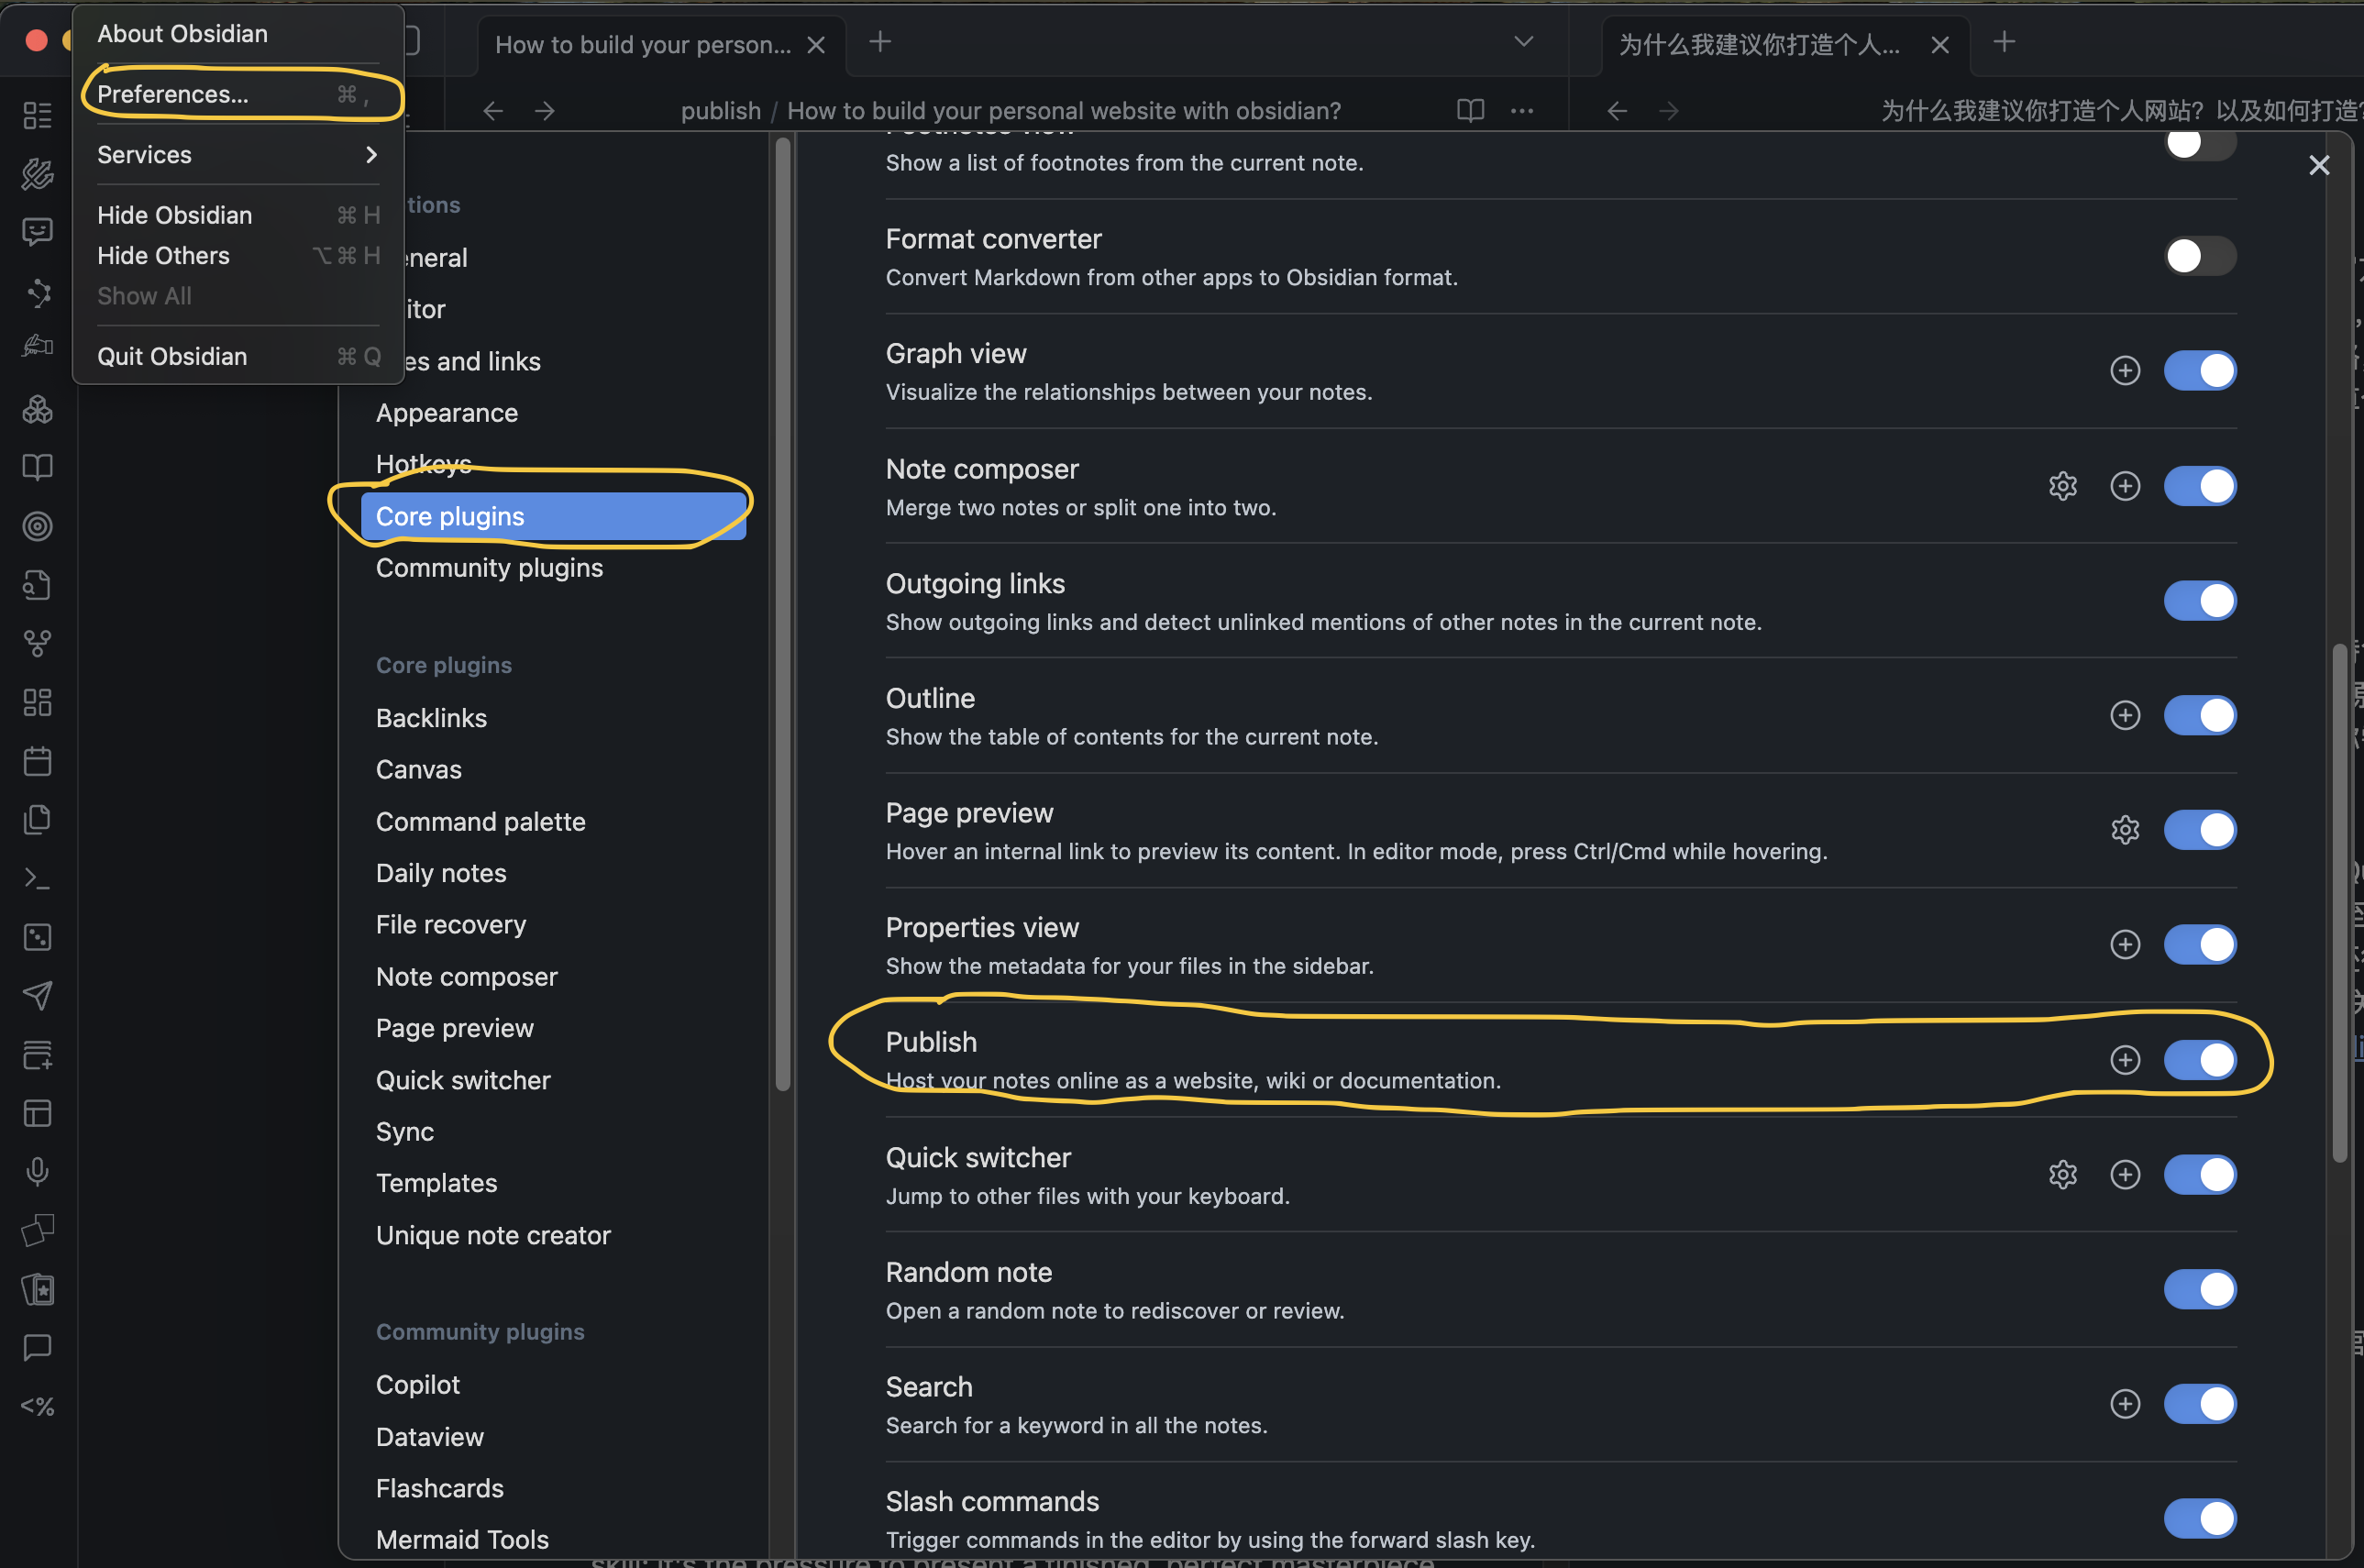 About Obsidian
Preferences... ⌘ ,
Services
Hide Obsidian ⌘ H
Hide Others ⌥ ⌘ H
Show All
Quit Obsidian ⌘ Q
How to build your person...
为什么我建议你打造个人...
publish / How to build your personal website with obsidian?
为什么我建议你打造个人网站？以及如何打造?
tions
eneral
itor
es and links
Appearance
Hotkeys
Core plugins
Community plugins
Core plugins
Backlinks
Canvas
Command palette
Daily notes
File recovery
Note composer
Page preview
Quick switcher
Sync
Templates
Unique note creator
Community plugins
Copilot
Dataview
Flashcards
Mermaid Tools
Footnotes view
Show a list of footnotes from the current note.
Format converter
Convert Markdown from other apps to Obsidian format.
Graph view
Visualize the relationships between your notes.
Note composer
Merge two notes or split one into two.
Outgoing links
Show outgoing links and detect unlinked mentions of other notes in the current note.
Outline
Show the table of contents for the current note.
Page preview
Hover an internal link to preview its content. In editor mode, press Ctrl/Cmd while hovering.
Properties view
Show the metadata for your files in the sidebar.
Publish
Host your notes online as a website, wiki or documentation.
Quick switcher
Jump to other files with your keyboard.
Random note
Open a random note to rediscover or review.
Search
Search for a keyword in all the notes.
Slash commands
Trigger commands in the editor by using the forward slash key.
<%
skill: it's the pressure to present a finished, perfect masterpiece